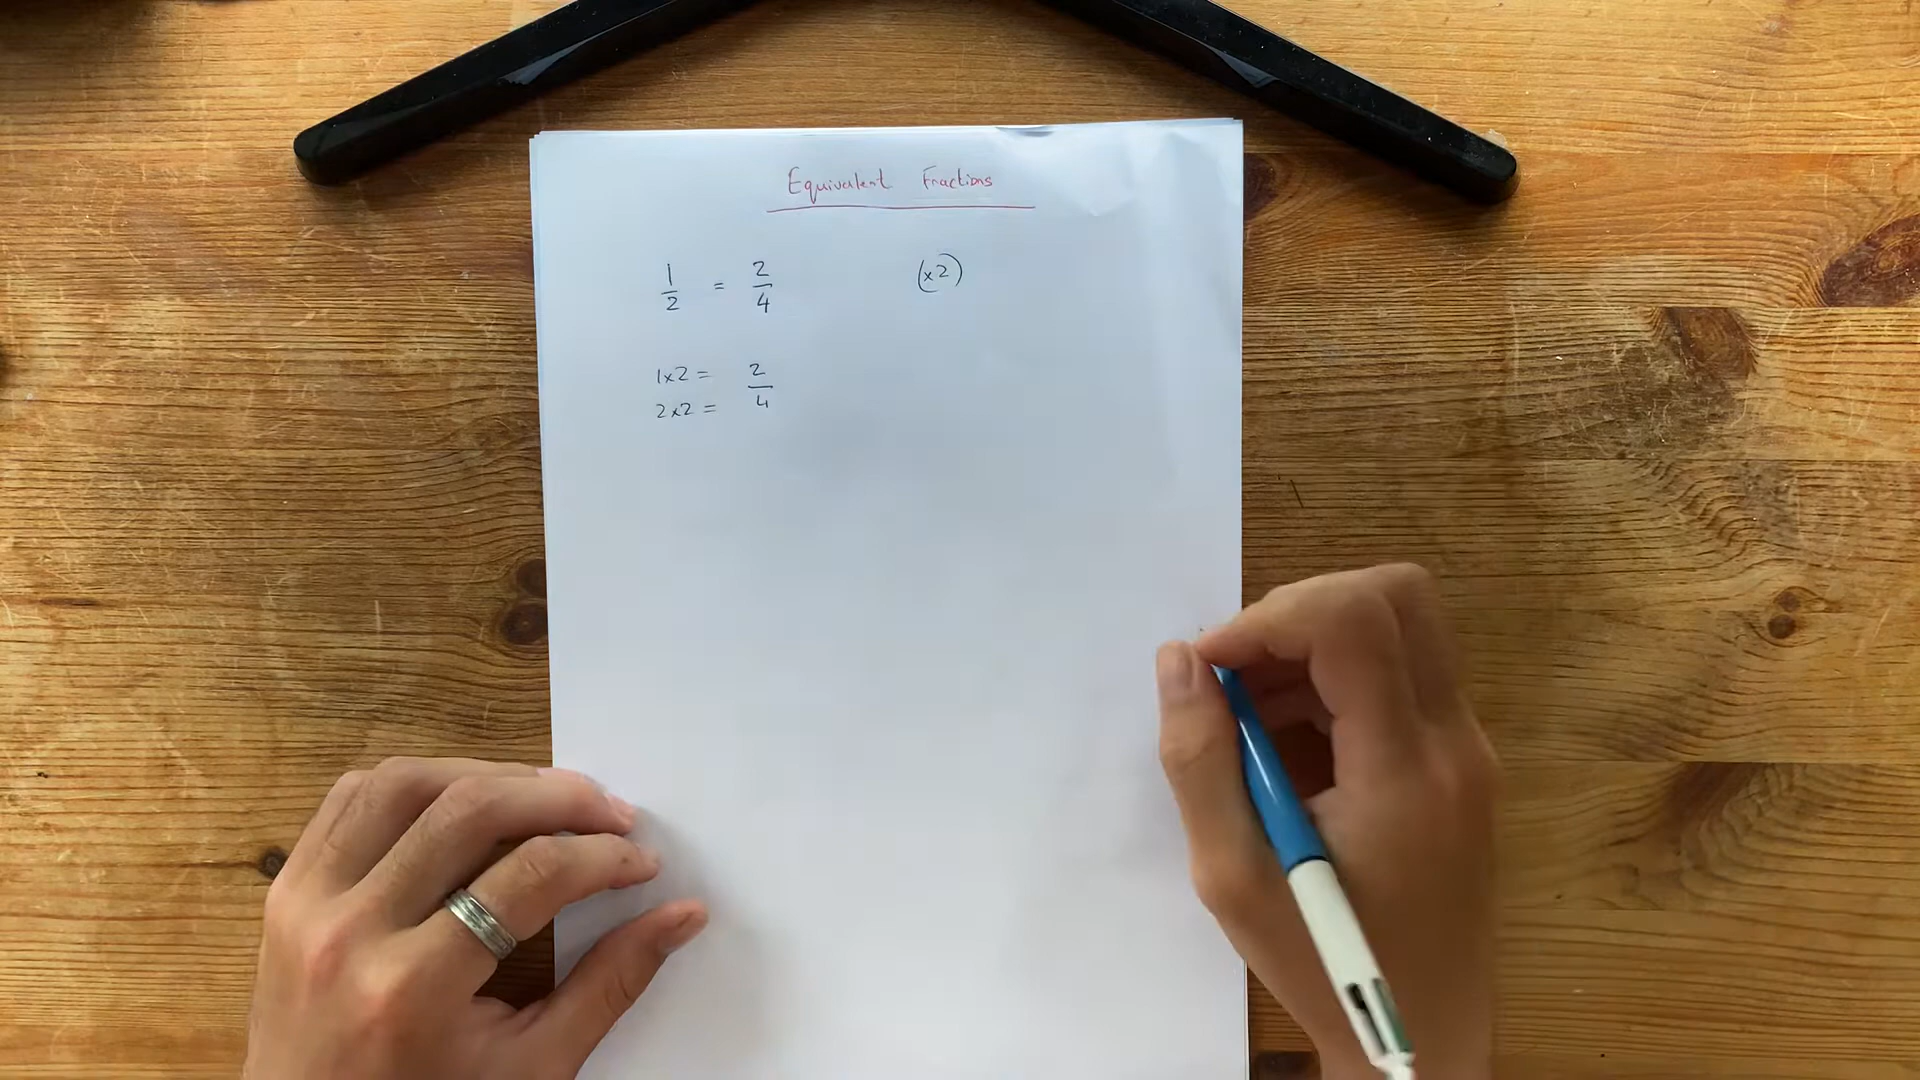 Equivalent Fractions
1/2 = 2/4 (x2)
1x2 = 2
2x2 = 4